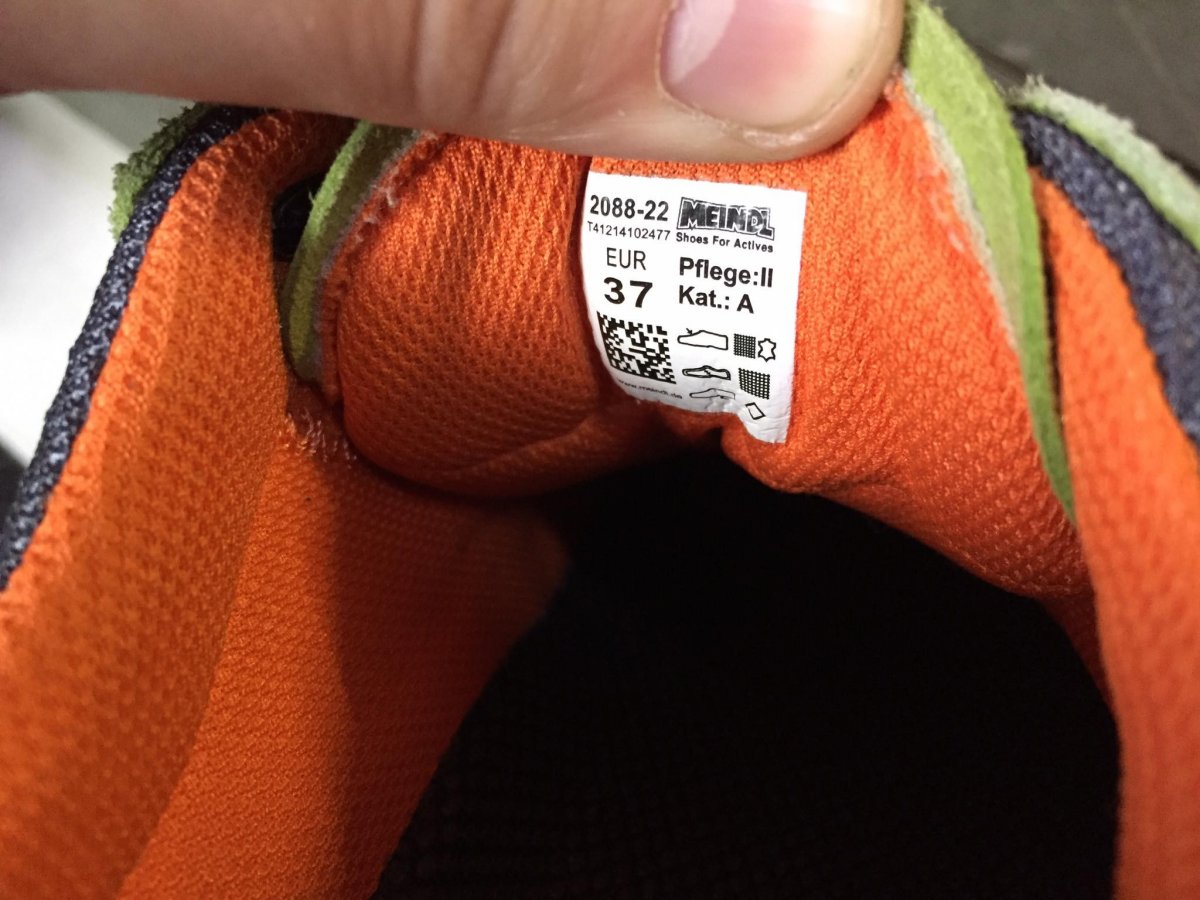 2088-22 MEINDL
T41214102477 Shoes For Actives
EUR Pflege:II
37 Kat.: A
www.meindl.de